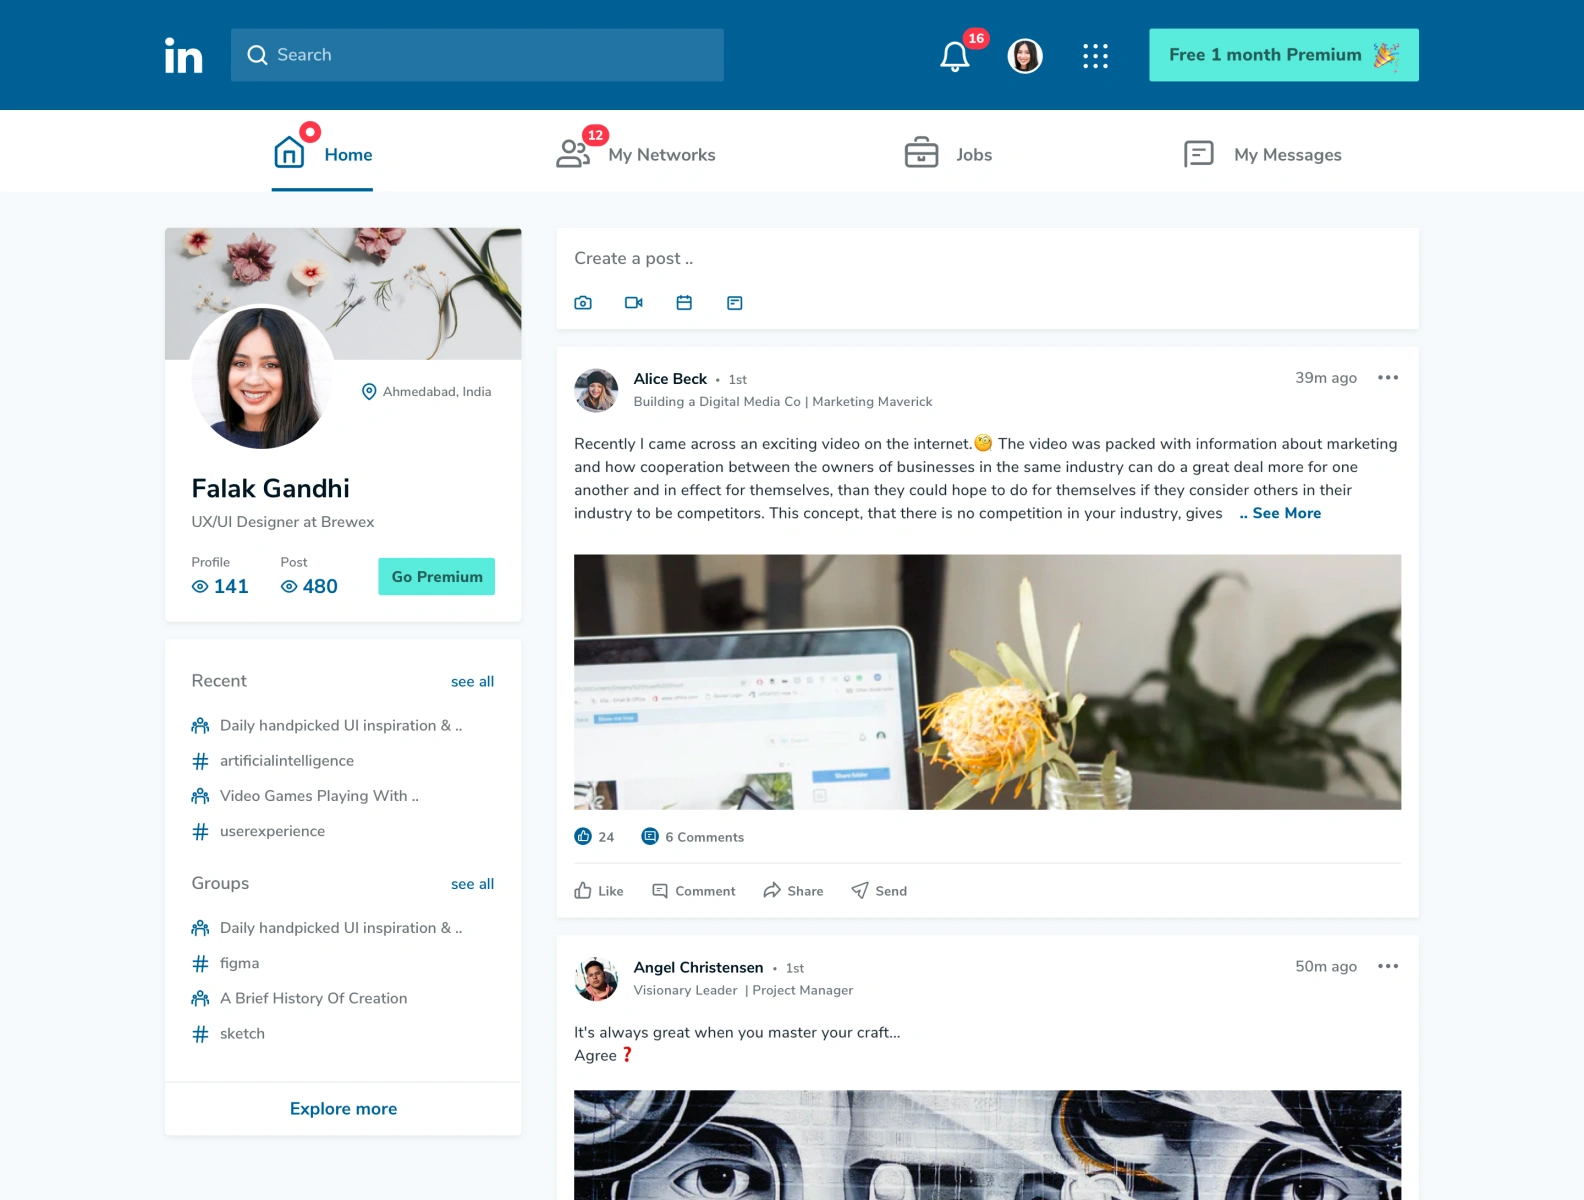 in
Search
16
Free 1 month Premium
Home
12
My Networks
Jobs
My Messages
Ahmedabad, India
Falak Gandhi
UX/UI Designer at Brewex
Profile
Post
141
480
Go Premium
Recent
see all
Daily handpicked UI inspiration & ..
artificialintelligence
Video Games Playing With ..
userexperience
Groups
see all
Daily handpicked UI inspiration & ..
figma
A Brief History Of Creation
sketch
Explore more
Create a post ..
Alice Beck • 1st
39m ago
Building a Digital Media Co | Marketing Maverick
Recently I came across an exciting video on the internet.🧐 The video was packed with information about marketing
and how cooperation between the owners of businesses in the same industry can do a great deal more for one
another and in effect for themselves, than they could hope to do for themselves if they consider others in their
industry to be competitors. This concept, that there is no competition in your industry, gives .. See More
Share folder
24
6 Comments
Like
Comment
Share
Send
Angel Christensen • 1st
50m ago
Visionary Leader | Project Manager
It's always great when you master your craft...
Agree ❓